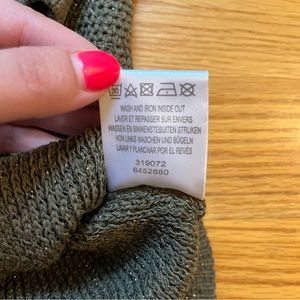 30
WASH AND IRON INSIDE OUT
LAVER ET REPASSER SUR ENVERS
WASSEN EN BINNENSTEBUITEN STRIJKEN
VON LINKS WASCHEN UND BÜGELN
LAVAR Y PLANCHAR POR EL REVÉS
319072
6452880